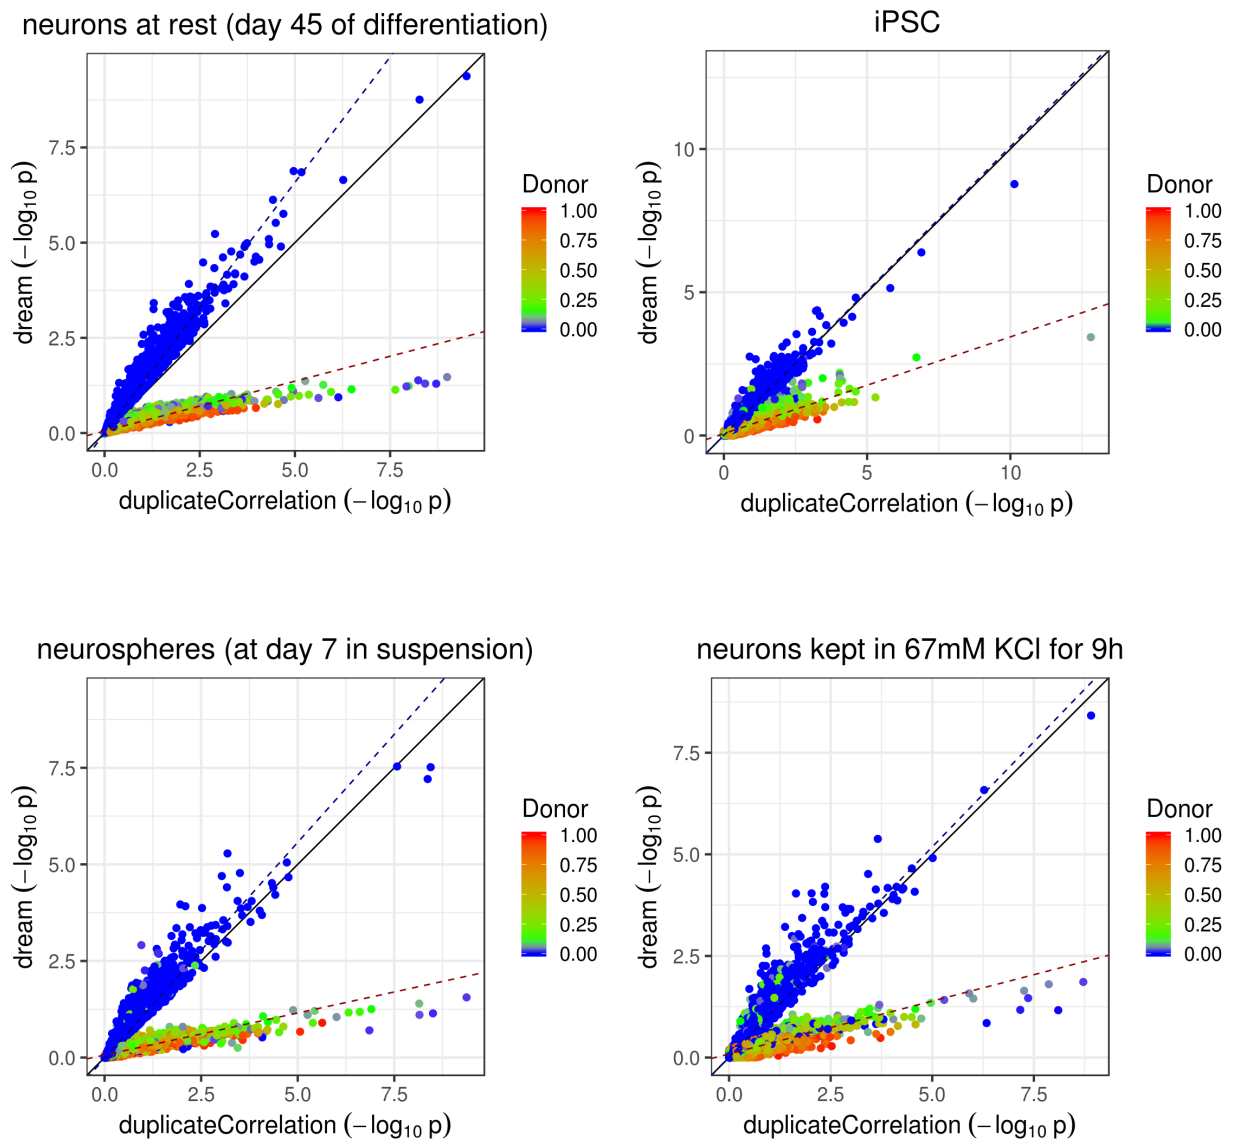 neurons at rest (day 45 of differentiation)
dream (−log10 p)
7.5
5.0
2.5
0.0
0.0 2.5 5.0 7.5
duplicateCorrelation (−log10 p)
Donor
1.00
0.75
0.50
0.25
0.00
iPSC
dream (−log10 p)
10
5
0
0 5 10
duplicateCorrelation (−log10 p)
Donor
1.00
0.75
0.50
0.25
0.00
neurospheres (at day 7 in suspension)
dream (−log10 p)
7.5
5.0
2.5
0.0
0.0 2.5 5.0 7.5
duplicateCorrelation (−log10 p)
Donor
1.00
0.75
0.50
0.25
0.00
neurons kept in 67mM KCl for 9h
dream (−log10 p)
7.5
5.0
2.5
0.0
0.0 2.5 5.0 7.5
duplicateCorrelation (−log10 p)
Donor
1.00
0.75
0.50
0.25
0.00